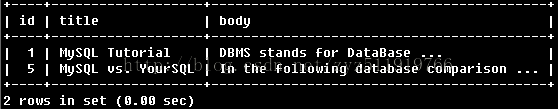 | id | title | body |
| 1 | MySQL Tutorial | DBMS stands for DataBase ... |
| 5 | MySQL vs. YourSQL | In the following database comparison ... |
2 rows in set (0.00 sec)